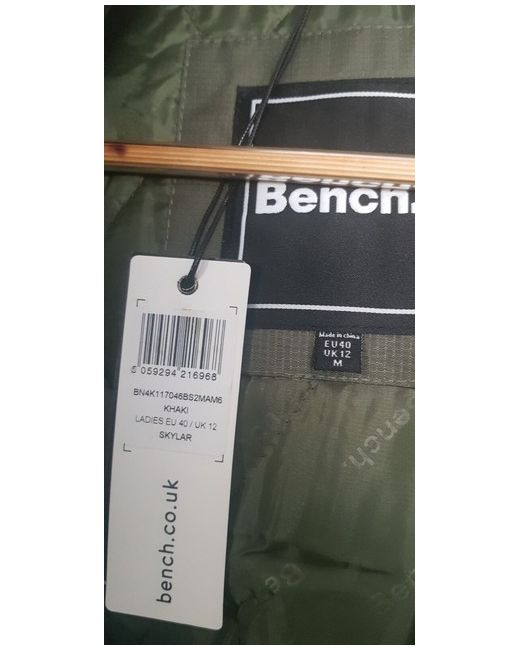 Bench.
Made in china
EU40
UK12
M
5 059294 216968
BN4K117046BS2MAM6
KHAKI
LADIES EU 40 / UK 12
SKYLAR
bench.co.uk
ench.